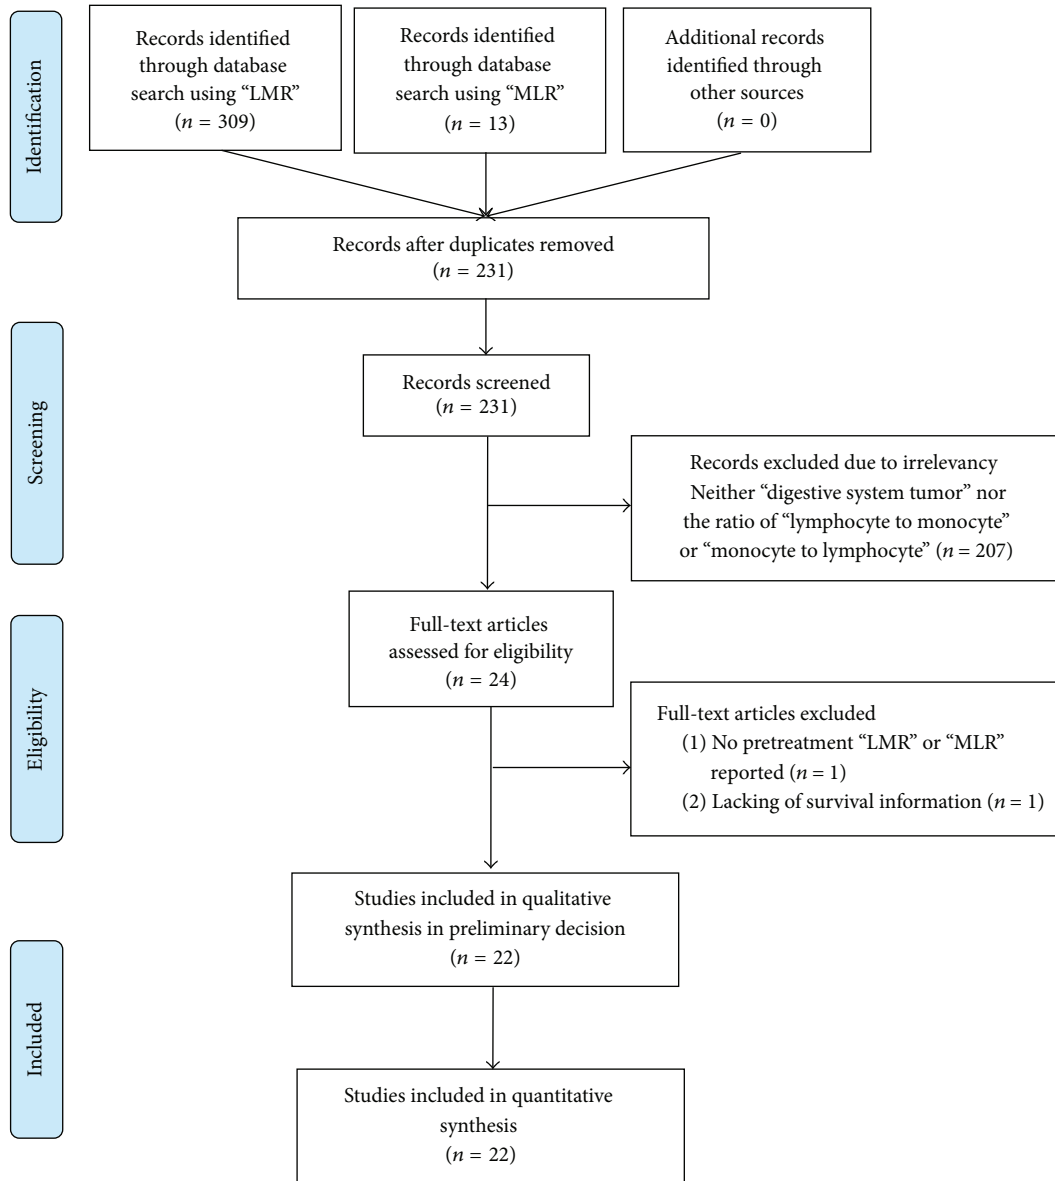 Identification
Records identified
through database
search using “LMR”
(n = 309)
Records identified
through database
search using “MLR”
(n = 13)
Additional records
identified through
other sources
(n = 0)
Records after duplicates removed
(n = 231)
Screening
Records screened
(n = 231)
Records excluded due to irrelevancy
Neither “digestive system tumor” nor
the ratio of “lymphocyte to monocyte”
or “monocyte to lymphocyte” (n = 207)
Eligibility
Full-text articles
assessed for eligibility
(n = 24)
Full-text articles excluded
(1) No pretreatment “LMR” or “MLR”
reported (n = 1)
(2) Lacking of survival information (n = 1)
Included
Studies included in qualitative
synthesis in preliminary decision
(n = 22)
Studies included in quantitative
synthesis
(n = 22)